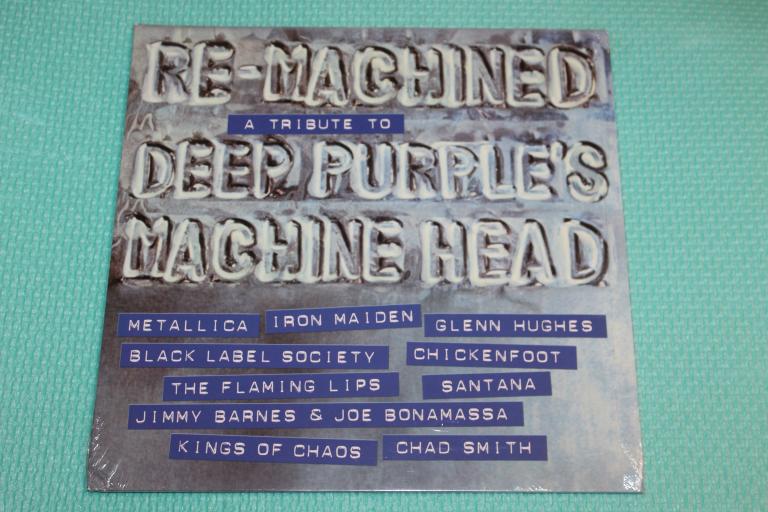 RE-MACHINED
A TRIBUTE TO
DEEP PURPLE'S
MACHINE HEAD
METALLICA IRON MAIDEN GLENN HUGHES
BLACK LABEL SOCIETY CHICKENFOOT
THE FLAMING LIPS SANTANA
JIMMY BARNES & JOE BONAMASSA
KINGS OF CHAOS CHAD SMITH